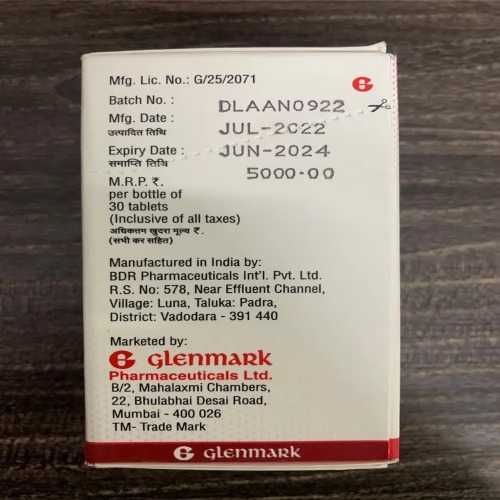 Mfg. Lic. No.: G/25/2071
Batch No. : DLAAN0922
Mfg. Date : JUL-2022
उत्पादित तिथि
Expiry Date : JUN-2024
समाप्ति तिथि
M.R.P. ₹. 5000.00
per bottle of
30 tablets
(Inclusive of all taxes)
अधिकतम खुदरा मूल्य ₹.
(सभी कर सहित)
Manufactured in India by:
BDR Pharmaceuticals Int'l. Pvt. Ltd.
R.S. No: 578, Near Effluent Channel,
Village: Luna, Taluka: Padra,
District: Vadodara - 391 440
Marketed by:
glenmark
Pharmaceuticals Ltd.
B/2, Mahalaxmi Chambers,
22, Bhulabhai Desai Road,
Mumbai - 400 026
TM- Trade Mark
glenmark